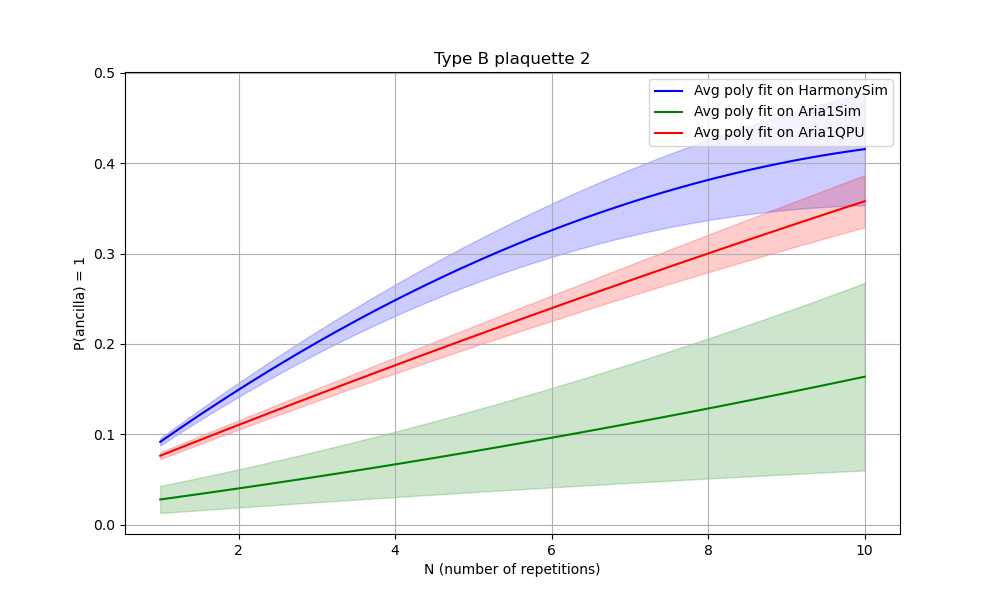 Type B plaquette 2
Avg poly fit on HarmonySim
Avg poly fit on Aria1Sim
Avg poly fit on Aria1QPU
P(ancilla) = 1
0.5
0.4
0.3
0.2
0.1
0.0
2 4 6 8 10
N (number of repetitions)